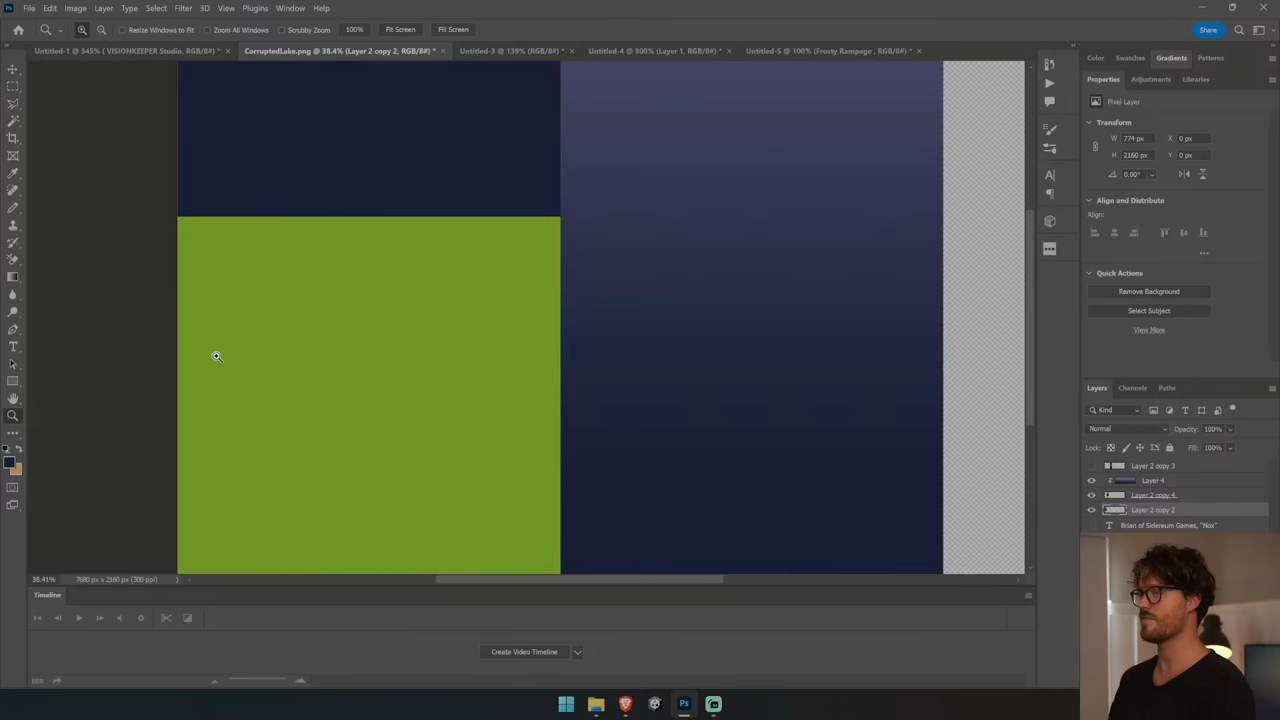 File Edit Image Layer Type Select Filter 3D View Plugins Window Help
Resize Windows to Fit Zoom All Windows Scrubby Zoom 100% Fit Screen Fill Screen Share
Untitled-1 @ 345% ( VISIONKEEPER Studio, RGB/8#) * × CorruptedLake.png @ 38.4% (Layer 2 copy 2, RGB/8#) * × Untitled-3 @ 139% (RGB/8#) * × Untitled-4 @ 300% (Layer 1, RGB/8#) * × Untitled-5 @ 100% (Frosty Rampage , RGB/8#) * ×
Color Swatches Gradients Patterns
Properties Adjustments Libraries
Pixel Layer
Transform
W 774 px X 0 px
H 2160 px Y 0 px
0.00°
Align and Distribute
Align:
Quick Actions
Remove Background
Select Subject
View More
Layers Channels Paths
Kind
Normal Opacity: 100%
Lock: Fill: 100%
Layer 2 copy 3
Layer 4
Layer 2 copy 4
Layer 2 copy 2
Brian of Sidereum Games, "Nox"
38.41% 7680 px x 2160 px (300 ppi)
Timeline
Create Video Timeline